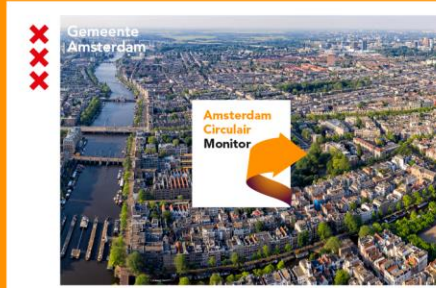 Gemeente
Amsterdam
Amsterdam
Circulair
Monitor